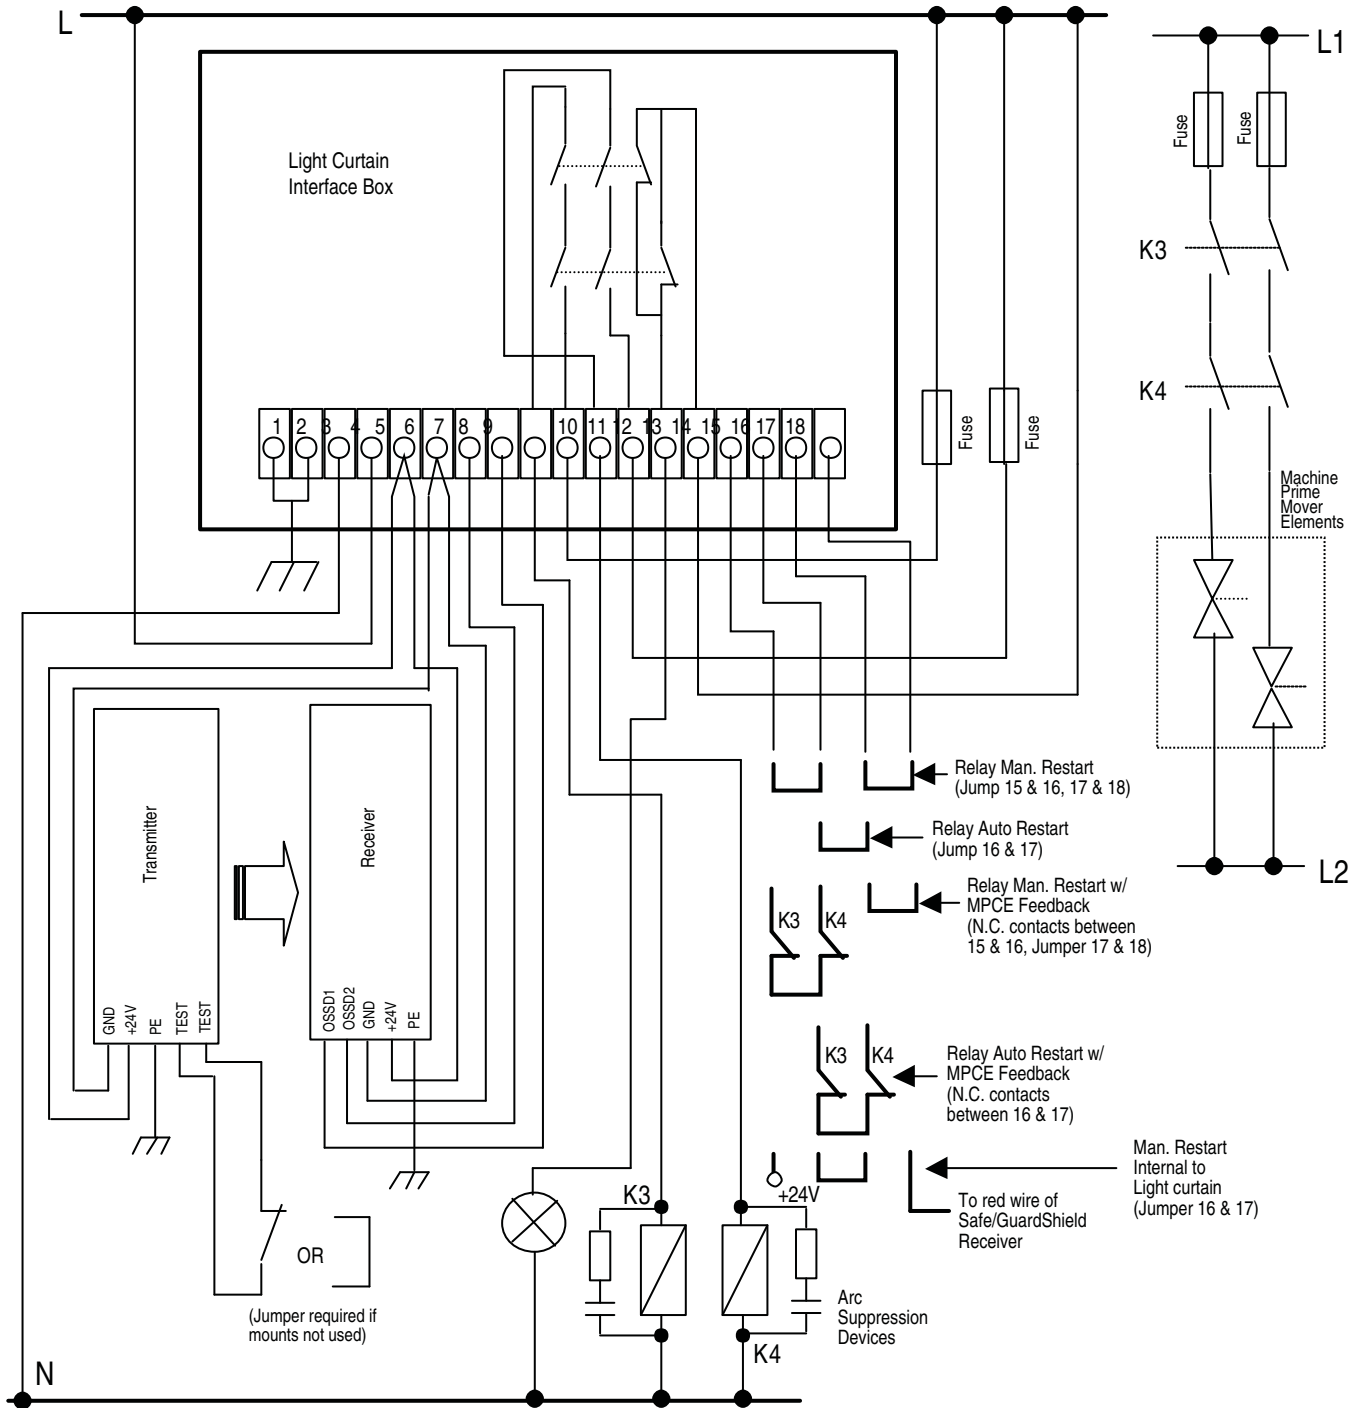 L
L1
Light Curtain
Interface Box
Fuse
Fuse
K3
K4
1 2 3 4 5 6 7 8 9 10 11 12 13 14 15 16 17 18
Fuse
Fuse
Machine
Prime
Mover
Elements
Transmitter
Receiver
GND
+24V
PE
TEST
TEST
OSSD1
OSSD2
GND
+24V
PE
Relay Man. Restart
(Jump 15 & 16, 17 & 18)
Relay Auto Restart
(Jump 16 & 17)
L2
K3
K4
Relay Man. Restart w/
MPCE Feedback
(N.C. contacts between
15 & 16, Jumper 17 & 18)
K3
K4
Relay Auto Restart w/
MPCE Feedback
(N.C. contacts
between 16 & 17)
Man. Restart
Internal to
Light curtain
(Jumper 16 & 17)
+24V
To red wire of
Safe/GuardShield
Receiver
K3
OR
(Jumper required if
mounts not used)
Arc
Suppression
Devices
K4
N